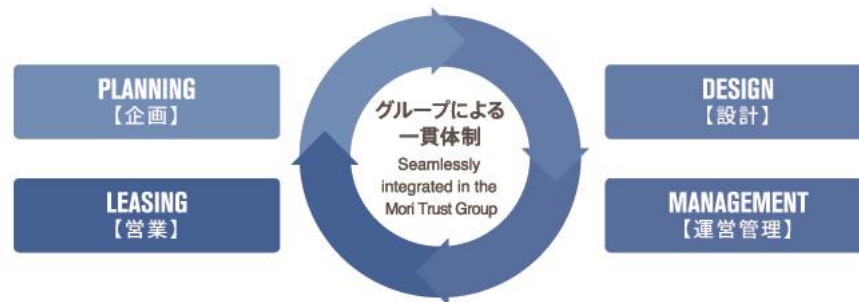 PLANNING
【企画】
LEASING
【営業】
グループによる
一貫体制
Seamlessly
integrated in the
Mori Trust Group
DESIGN
【設計】
MANAGEMENT
【運営管理】